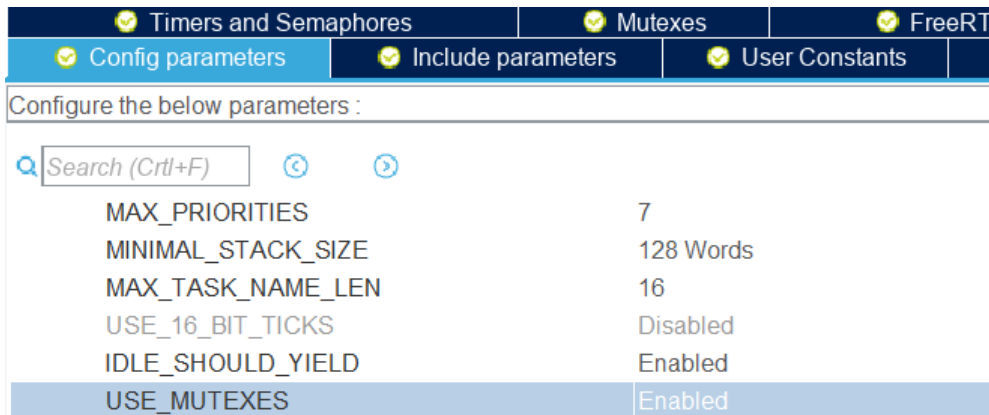 Timers and Semaphores Mutexes FreeRT
Config parameters Include parameters User Constants
Configure the below parameters :
Search (Crtl+F)
MAX_PRIORITIES 7
MINIMAL_STACK_SIZE 128 Words
MAX_TASK_NAME_LEN 16
USE_16_BIT_TICKS Disabled
IDLE_SHOULD_YIELD Enabled
USE_MUTEXES Enabled